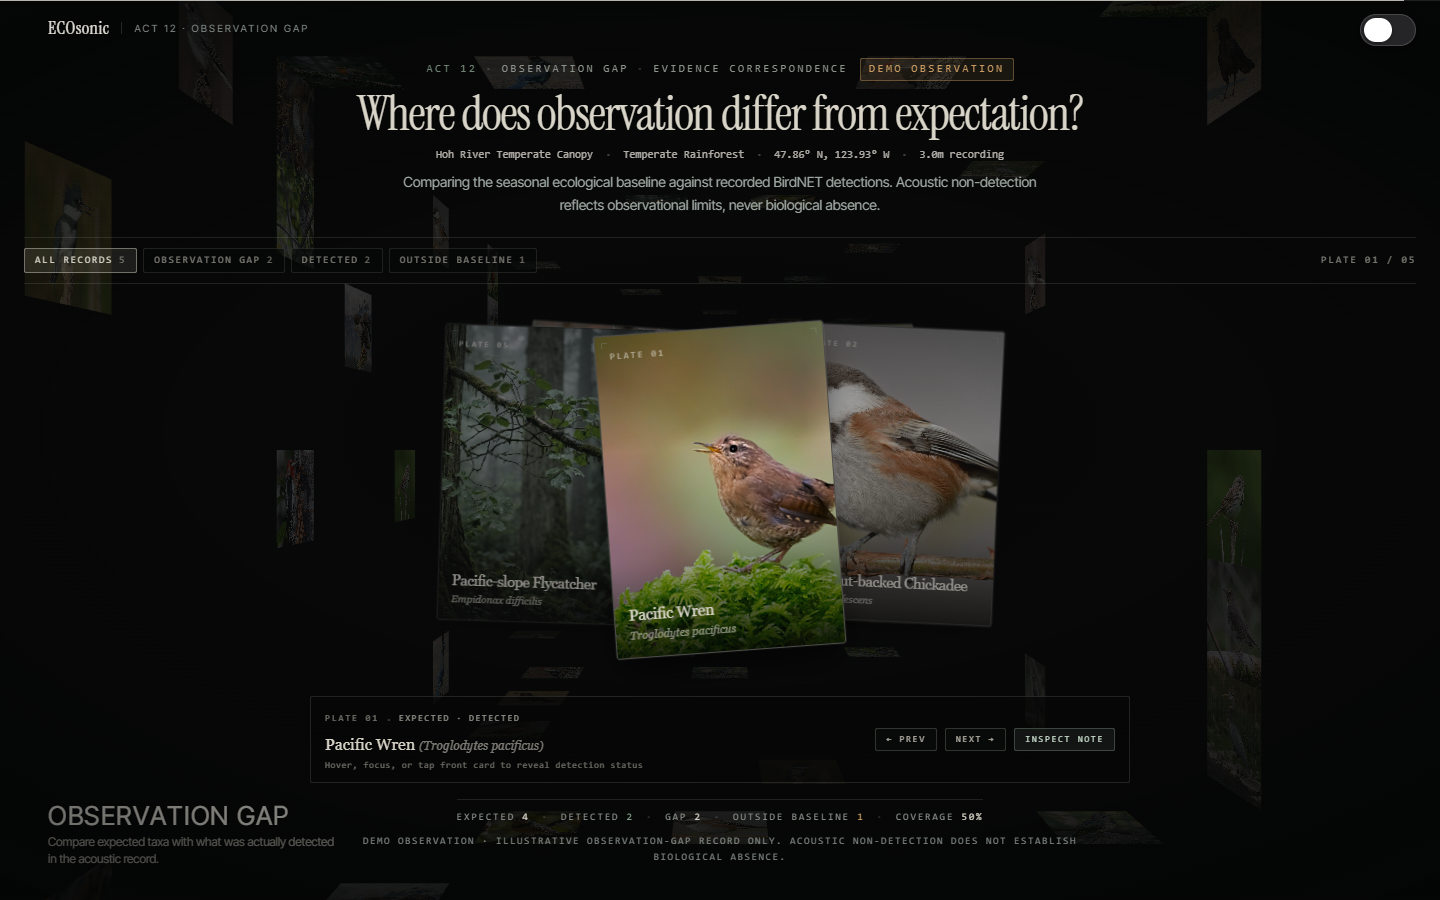 ECOsonic
ACT 12 · OBSERVATION GAP
ACT 12 · OBSERVATION GAP · EVIDENCE CORRESPONDENCE
DEMO OBSERVATION
Where does observation differ from expectation?
Hoh River Temperate Canopy · Temperate Rainforest · 47.86° N, 123.93° W · 3.0m recording
Comparing the seasonal ecological baseline against recorded BirdNET detections. Acoustic non-detection
reflects observational limits, never biological absence.
ALL RECORDS 5
OBSERVATION GAP 2
DETECTED 2
OUTSIDE BASELINE 1
PLATE 01 / 05
PLATE
PLATE 01
02
Pacific-slope Flycatcher
Empidonax difficilis
Pacific Wren
Troglodytes pacificus
ut-backed Chickadee
escens
PLATE 01 . EXPECTED · DETECTED
Pacific Wren (Troglodytes pacificus)
Hover, focus, or tap front card to reveal detection status
← PREV
NEXT →
INSPECT NOTE
OBSERVATION GAP
Compare expected taxa with what was actually detected
in the acoustic record.
EXPECTED 4 · DETECTED 2 · GAP 2 · OUTSIDE BASELINE 1 · COVERAGE 50%
DEMO OBSERVATION · ILLUSTRATIVE OBSERVATION-GAP RECORD ONLY. ACOUSTIC NON-DETECTION DOES NOT ESTABLISH
BIOLOGICAL ABSENCE.